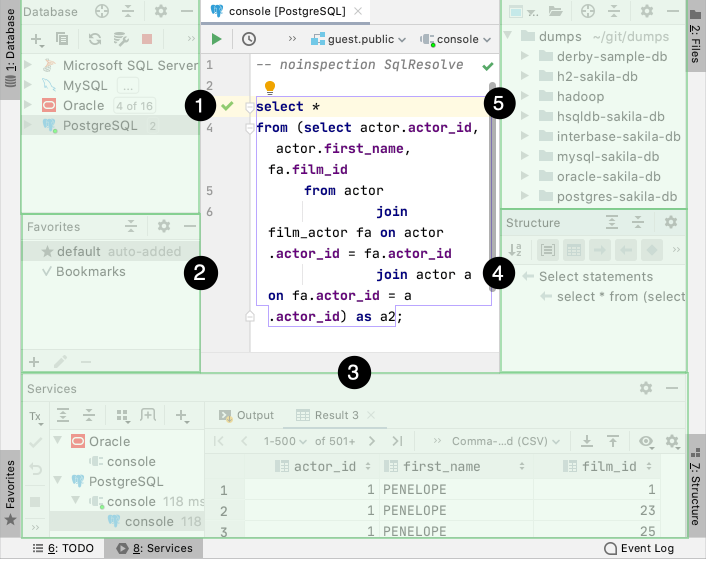 1: Database
Database
Microsoft SQL Server
MySQL ...
Oracle 4 of 16
PostgreSQL 2
1
Favorites
default auto-added
Bookmarks
2
console [PostgreSQL]
guest.public
console
1 -- noinspection SqlResolve
2
3 select *
4 from (select actor.actor_id,
actor.first_name,
fa.film_id
5 from actor
6 join
film_actor fa on actor
.actor_id = fa.actor_id
join actor a
on fa.actor_id = a
.actor_id) as a2;
5
2: Files
dumps ~/git/dumps
derby-sample-db
h2-sakila-db
hadoop
hsqldb-sakila-db
interbase-sakila-db
mysql-sakila-db
oracle-sakila-db
postgres-sakila-db
Structure
4
Select statements
select * from (select
3
Services
Tx
Oracle
console
PostgreSQL
console 118 ms
console 118
Output
Result 3
1-500 of 501+
Comma-...d (CSV)
actor_id first_name film_id
1 1 PENELOPE 1
2 1 PENELOPE 23
3 1 PENELOPE 25
Favorites
7: Structure
6: TODO
8: Services
Event Log